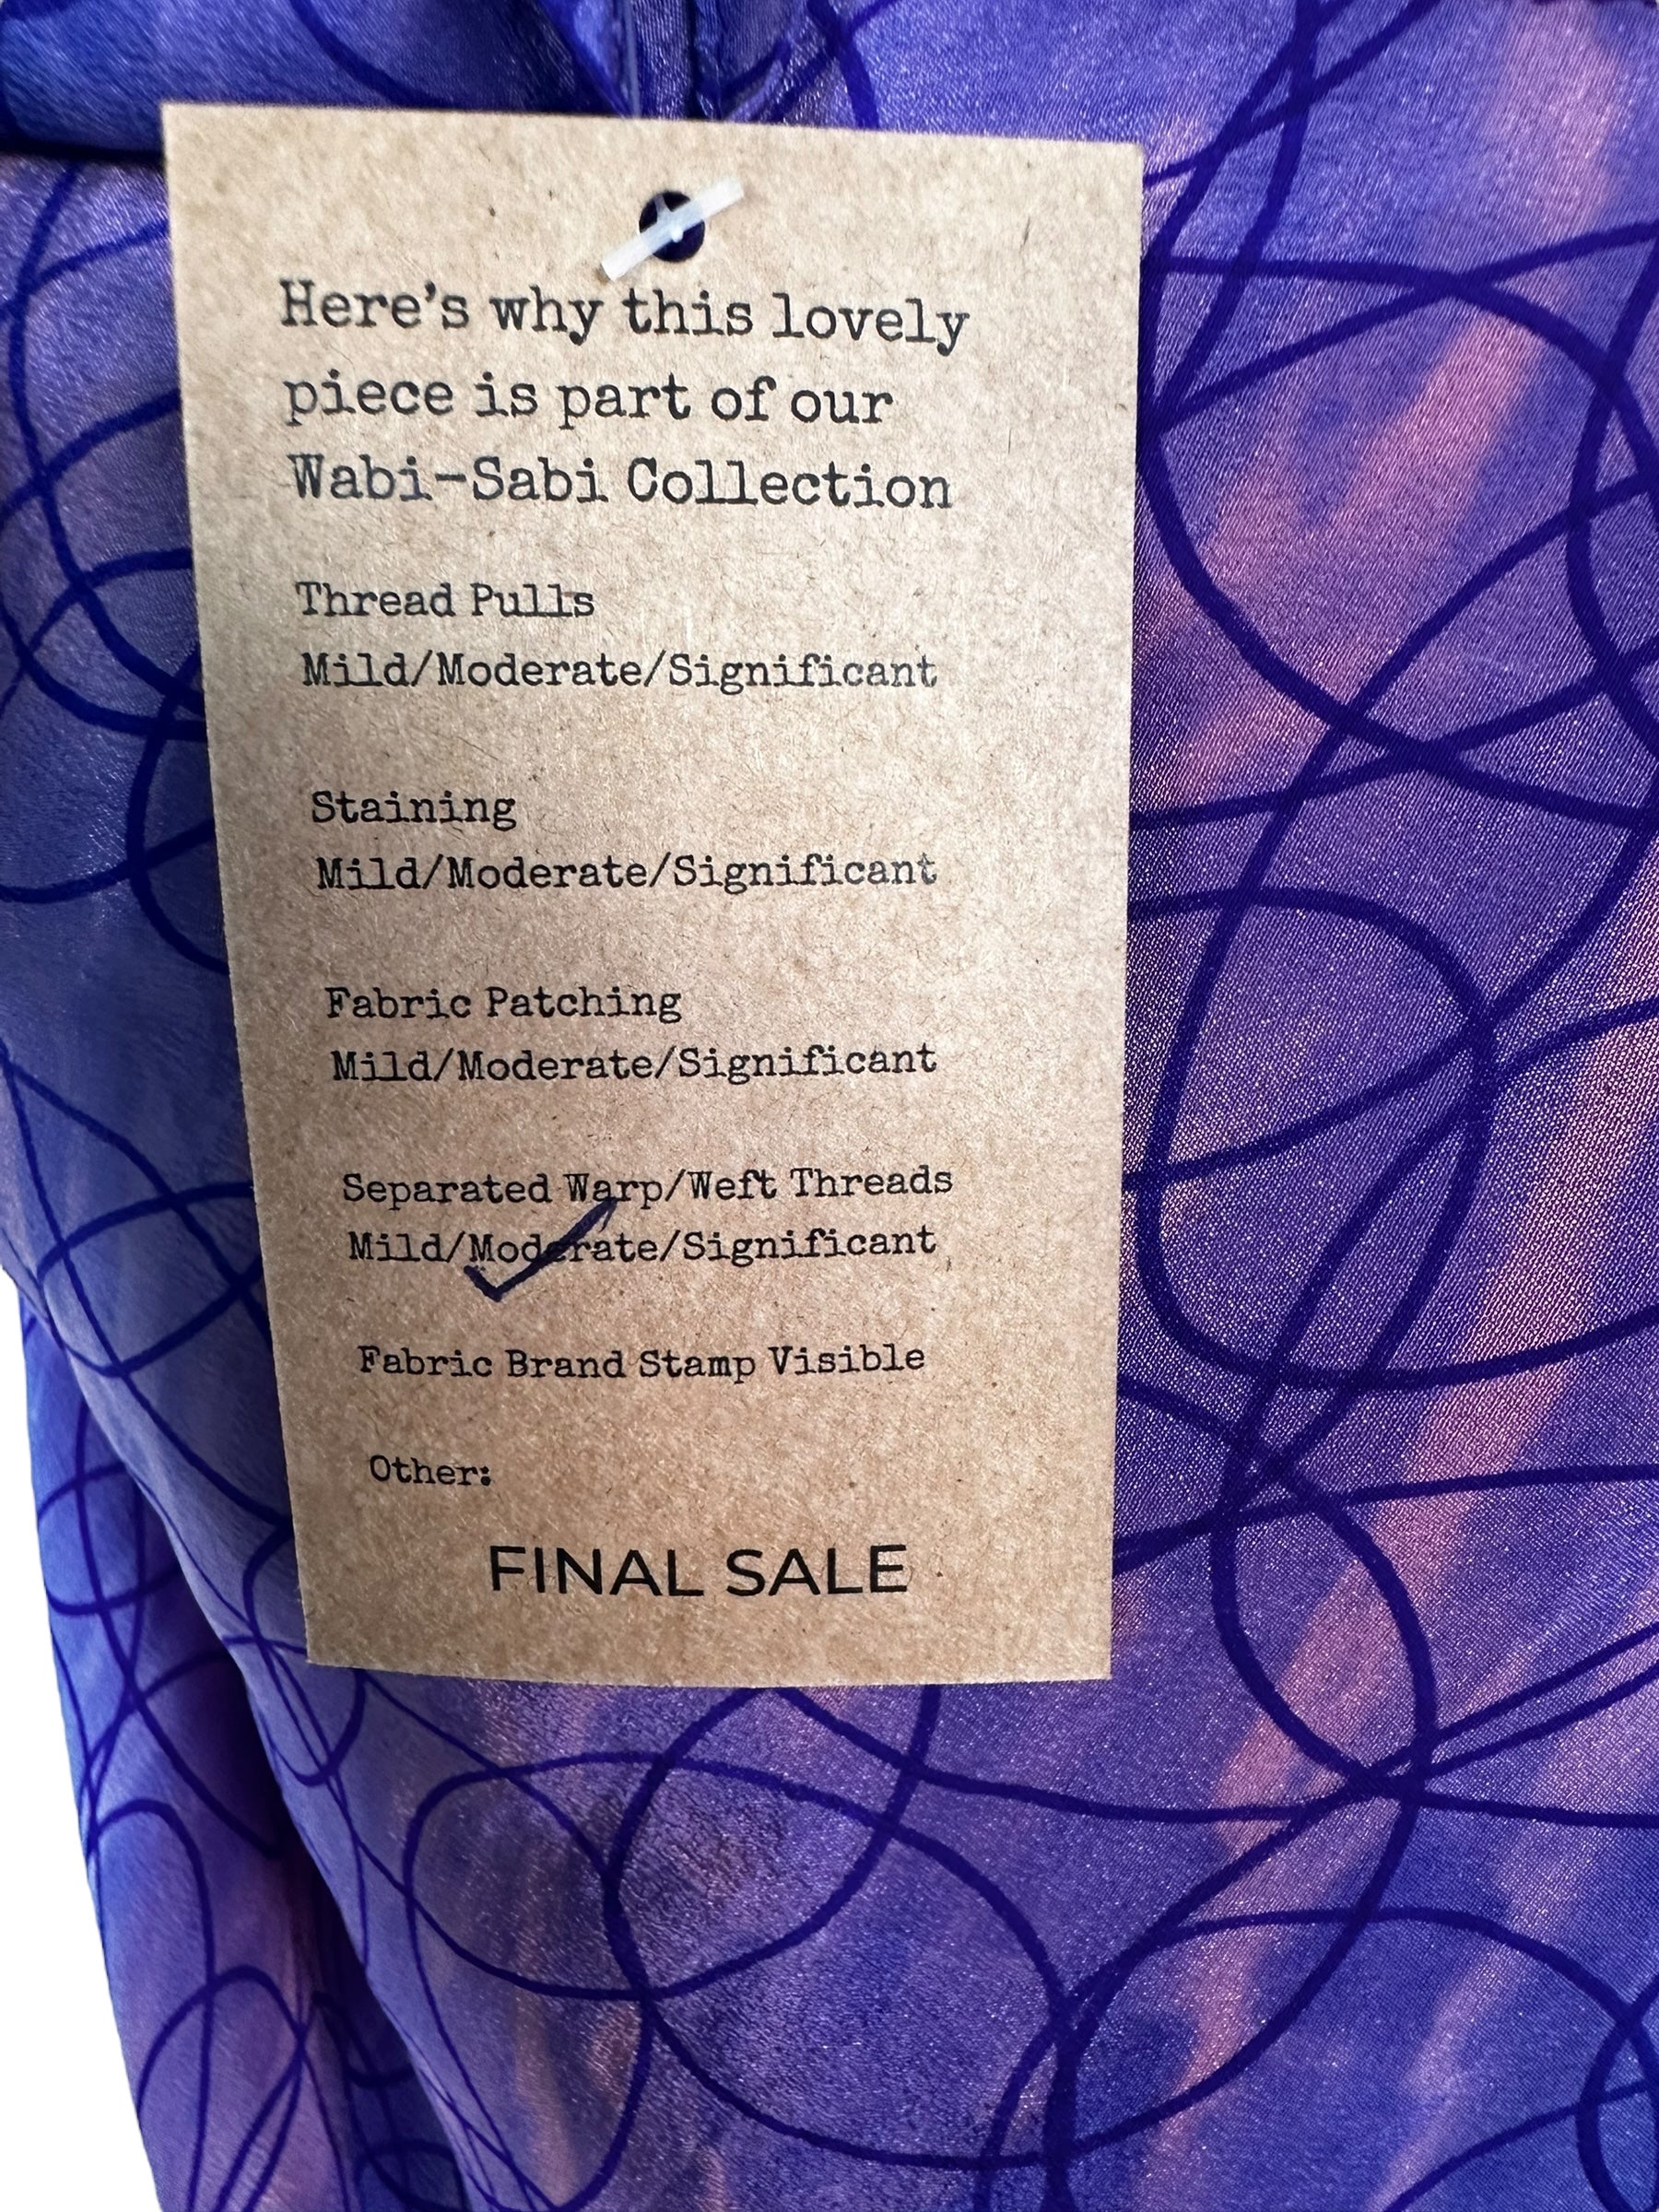 Here's why this lovely
piece is part of our
Wabi-Sabi Collection
Thread Pulls
Mild/Moderate/Significant
Staining
Mild/Moderate/Significant
Fabric Patching
Mild/Moderate/Significant
Separated Warp/Weft Threads
Mild/Moderate/Significant
Fabric Brand Stamp Visible
Other:
FINAL SALE